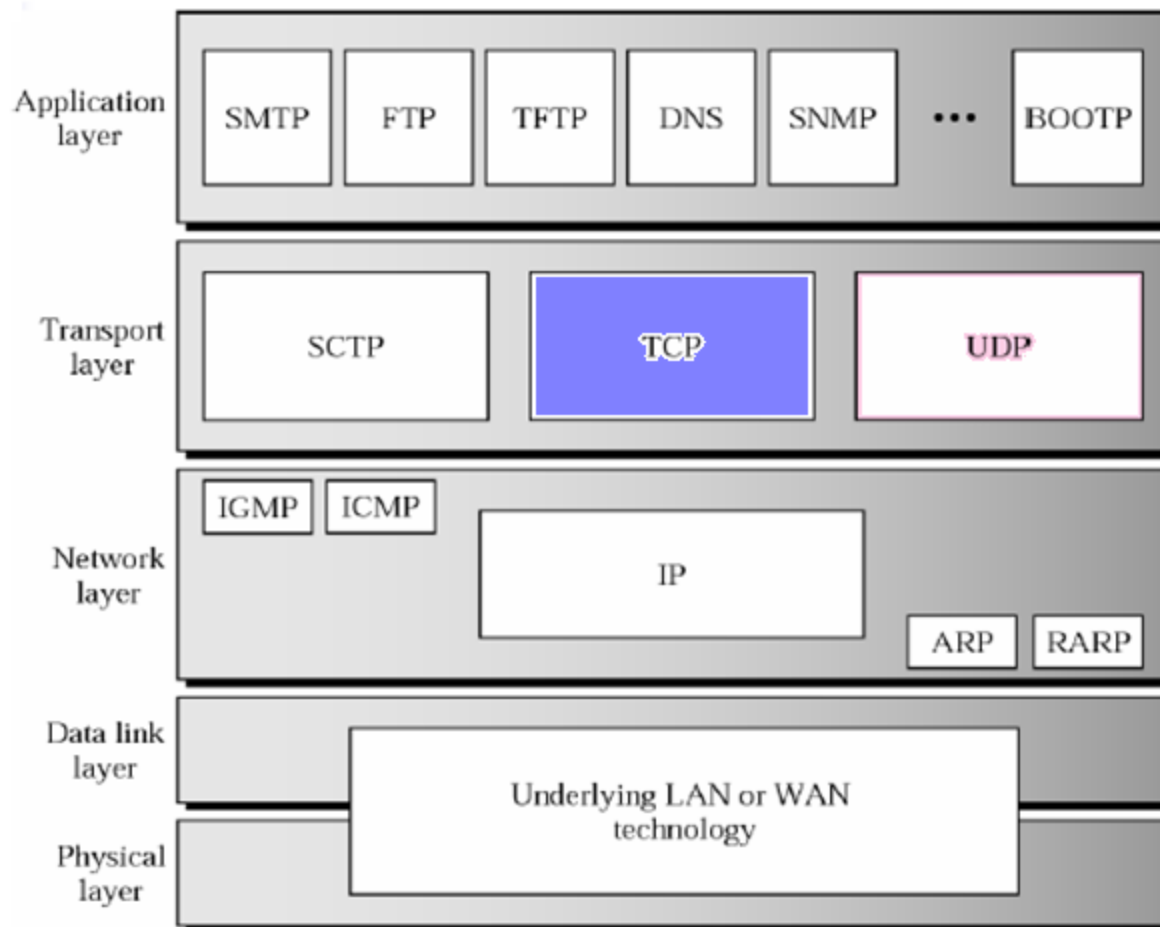 Application
layer
SMTP
FTP
TFTP
DNS
SNMP
...
BOOTP
Transport
layer
SCTP
TCP
UDP
Network
layer
IGMP
ICMP
IP
ARP
RARP
Data link
layer
Underlying LAN or WAN
technology
Physical
layer